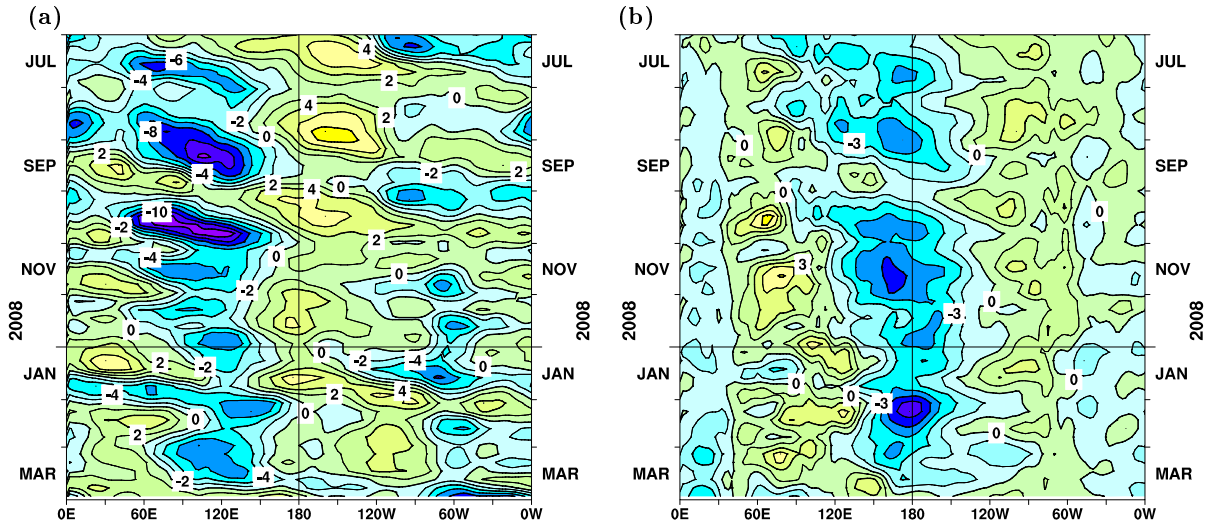 (a) (b)
JUL -6 4 JUL JUL JUL
-4 2 0
4 2
-8 -2 0 -3
SEP 2 SEP SEP 0 0 SEP
-4 2 4 0 -2 2 0
-10
-2 0
-4 0 2
NOV 0 NOV NOV 3 NOV
-2 0
2008 2008 2008 -3 2008
0 0 -2 -4
2 -2 0
JAN JAN JAN 0 0 JAN
-4 2 4 0
0 0 -3
2 0
MAR -2 -4 MAR MAR MAR
0E 60E 120E 180 120W 60W 0W 0E 60E 120E 180 120W 60W 0W